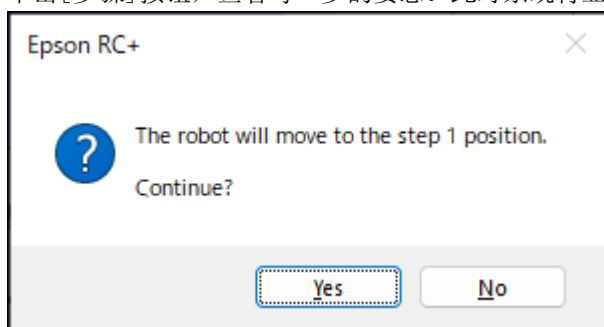 Epson RC+
The robot will move to the step 1 position.
Continue?
Yes
No